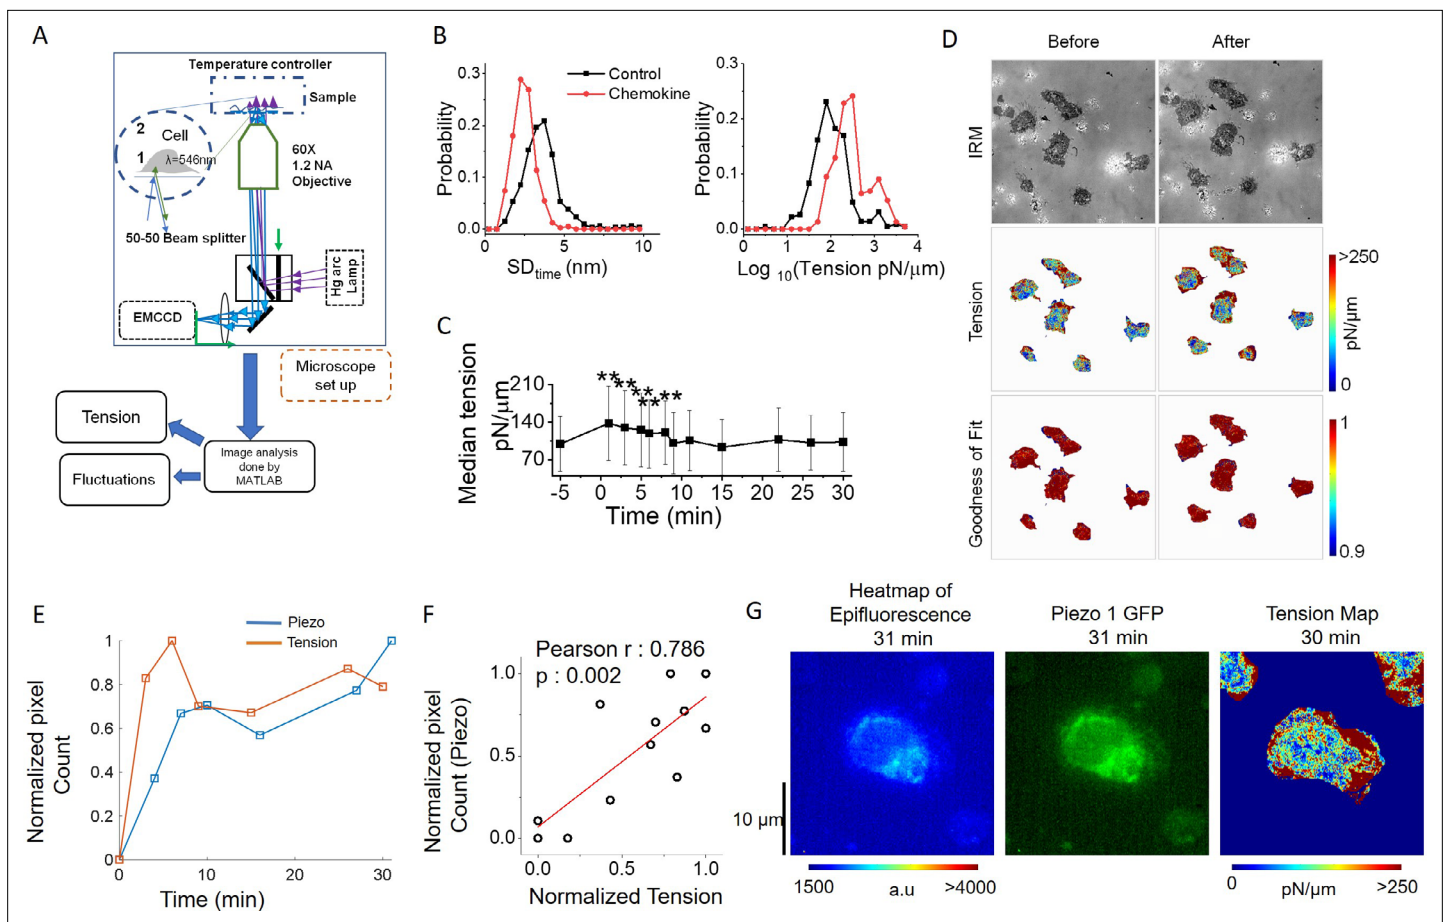 A
Temperature controller
Sample
2
Cell
1
λ=546nm
60X
1.2 NA
Objective
50-50 Beam splitter
Hg arc
Lamp
EMCCD
Microscope
set up
Tension
Image analysis
done by
MATLAB
Fluctuations
B
Control
Chemokine
Probability
0.3
0.2
0.1
0.0
0
5
10
SDtime (nm)
Probability
0.3
0.2
0.1
0.0
0
1
2
3
4
Log 10(Tension pN/μm)
C
Median tension
pN/μm
210
140
70
** ** ** ** **
-5
0
5
10
15
20
25
30
Time (min)
D
Before
After
IRM
Tension
>250
pN/μm
0
Goodness of Fit
1
0.9
E
Piezo
Tension
Normalized pixel
Count
1
0.8
0.6
0.4
0.2
0
0
10
20
30
Time (min)
F
Pearson r : 0.786
p : 0.002
Normalized pixel
Count (Piezo)
1.0
0.5
0.0
0.0
0.5
1.0
Normalized Tension
G
Heatmap of
Epifluorescence
31 min
Piezo 1 GFP
31 min
Tension Map
30 min
10 μm
1500
a.u
>4000
0
pN/μm
>250